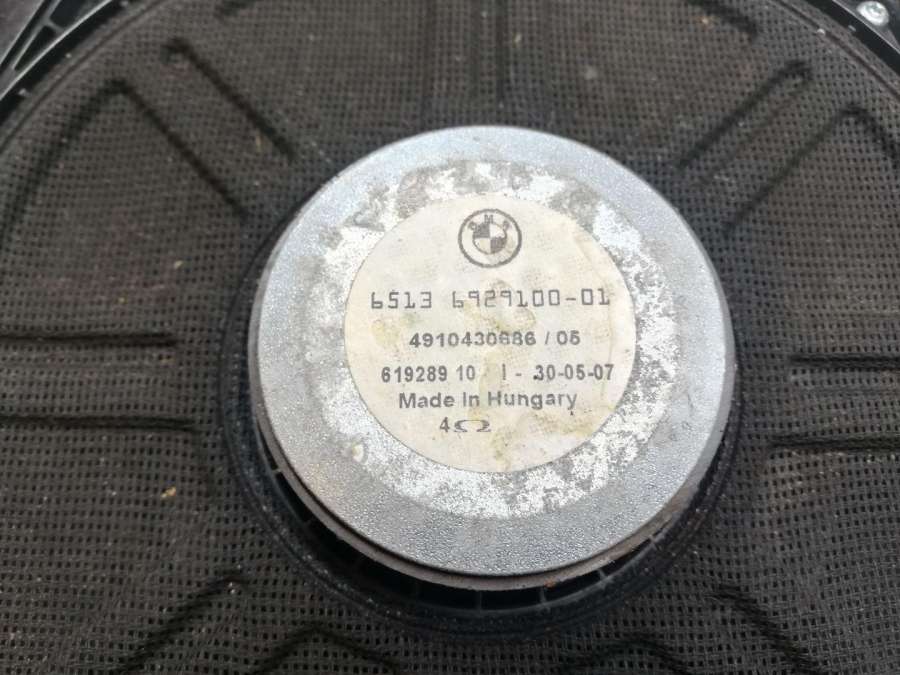 BMW
6513 6929100-01
4910430686 / 05
619289 10 I - 30-05-07
Made In Hungary
4Ω